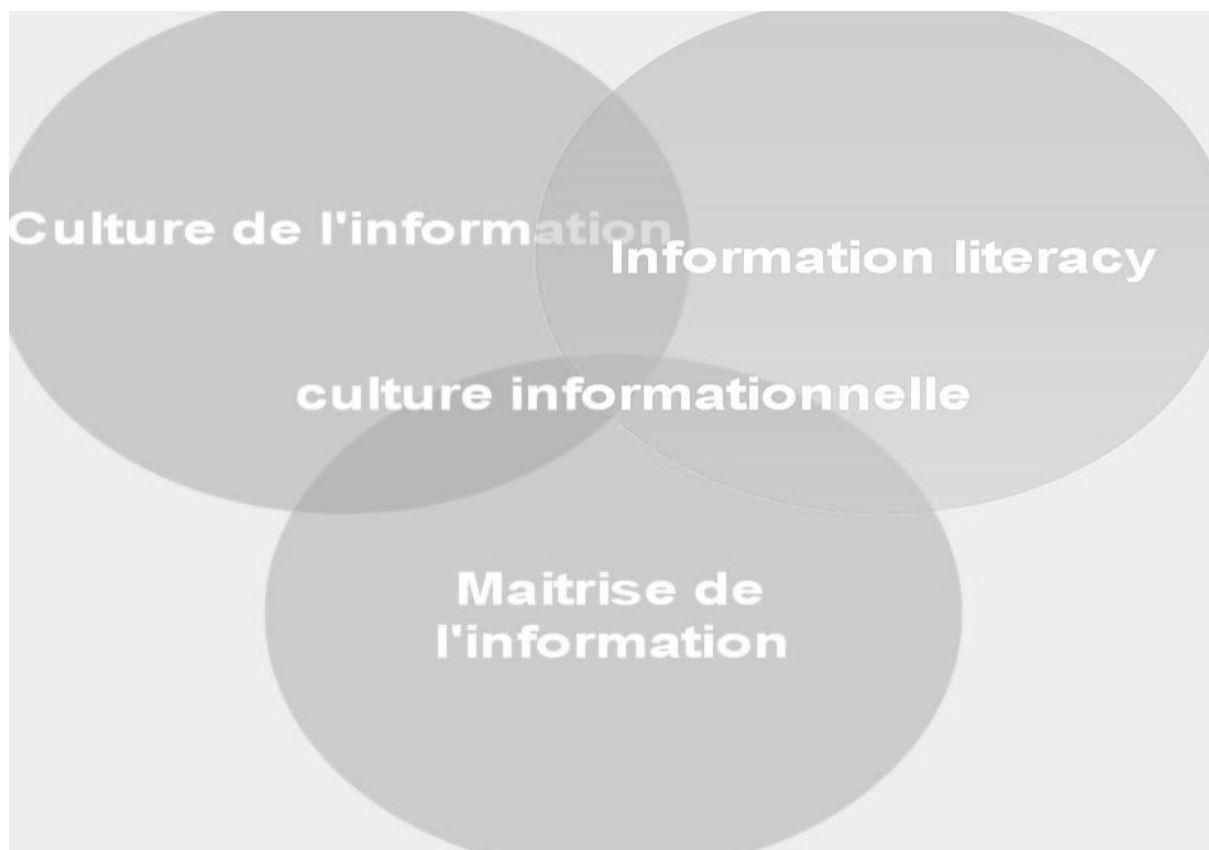 Culture de l'information
Information literacy
culture informationnelle
Maitrise de
l'information